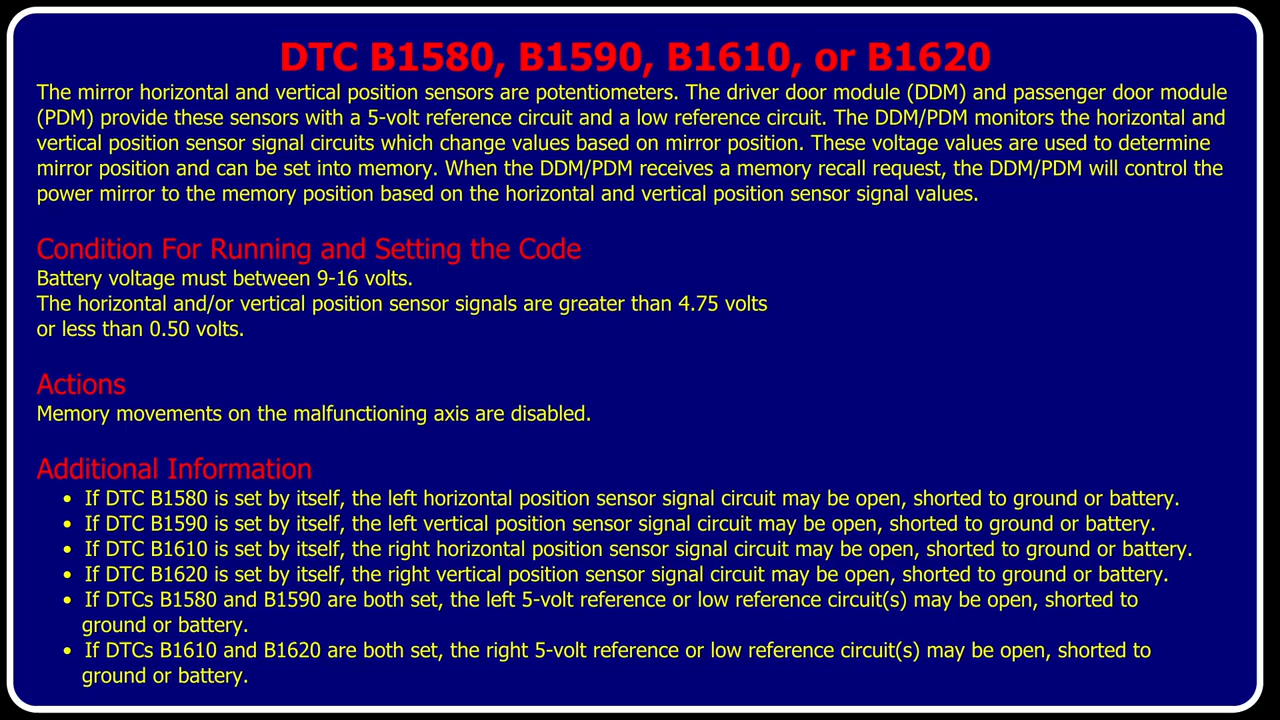 DTC B1580, B1590, B1610, or B1620
The mirror horizontal and vertical position sensors are potentiometers. The driver door module (DDM) and passenger door module
(PDM) provide these sensors with a 5-volt reference circuit and a low reference circuit. The DDM/PDM monitors the horizontal and
vertical position sensor signal circuits which change values based on mirror position. These voltage values are used to determine
mirror position and can be set into memory. When the DDM/PDM receives a memory recall request, the DDM/PDM will control the
power mirror to the memory position based on the horizontal and vertical position sensor signal values.
Condition For Running and Setting the Code
Battery voltage must between 9-16 volts.
The horizontal and/or vertical position sensor signals are greater than 4.75 volts
or less than 0.50 volts.
Actions
Memory movements on the malfunctioning axis are disabled.
Additional Information
• If DTC B1580 is set by itself, the left horizontal position sensor signal circuit may be open, shorted to ground or battery.
• If DTC B1590 is set by itself, the left vertical position sensor signal circuit may be open, shorted to ground or battery.
• If DTC B1610 is set by itself, the right horizontal position sensor signal circuit may be open, shorted to ground or battery.
• If DTC B1620 is set by itself, the right vertical position sensor signal circuit may be open, shorted to ground or battery.
• If DTCs B1580 and B1590 are both set, the left 5-volt reference or low reference circuit(s) may be open, shorted to
ground or battery.
• If DTCs B1610 and B1620 are both set, the right 5-volt reference or low reference circuit(s) may be open, shorted to
ground or battery.